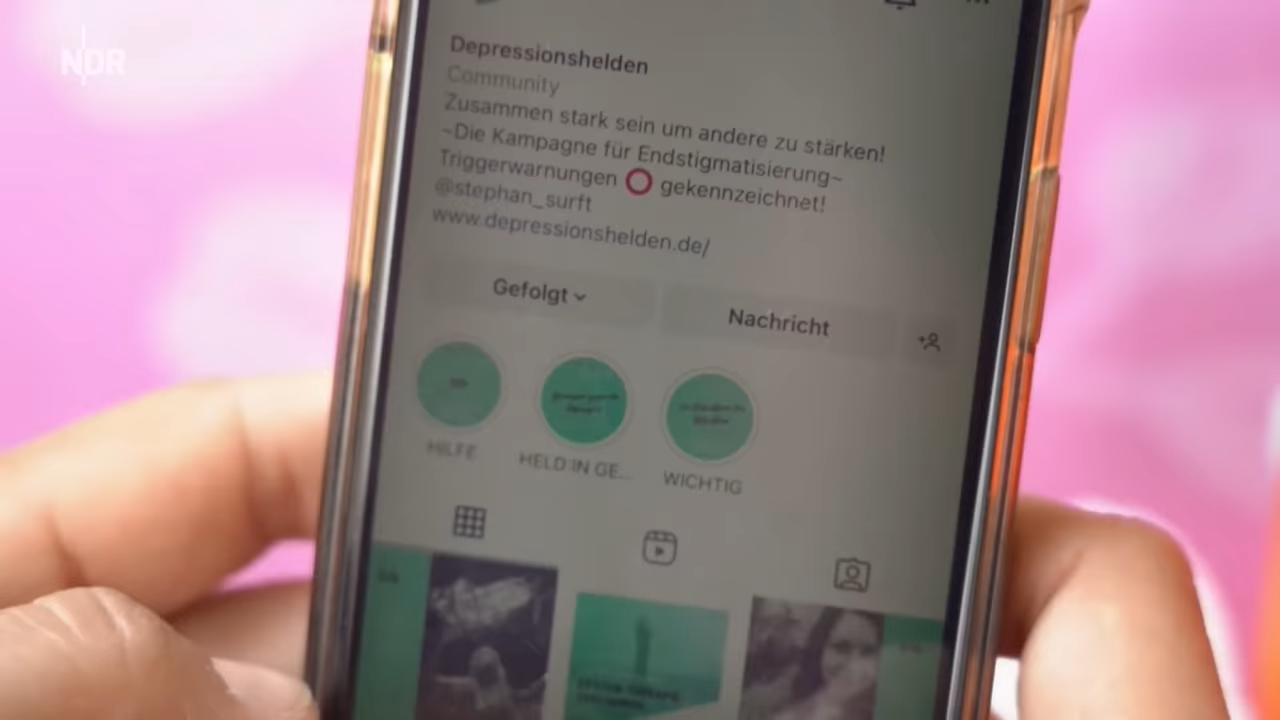 NDR
Depressionshelden
Community
Zusammen stark sein um andere zu stärken!
~Die Kampagne für Endstigmatisierung~
Triggerwarnungen ⭕ gekennzeichnet!
@stephan_surft
www.depressionshelden.de/
Gefolgt
Nachricht
HILFE
HELD:IN GE...
WICHTIG